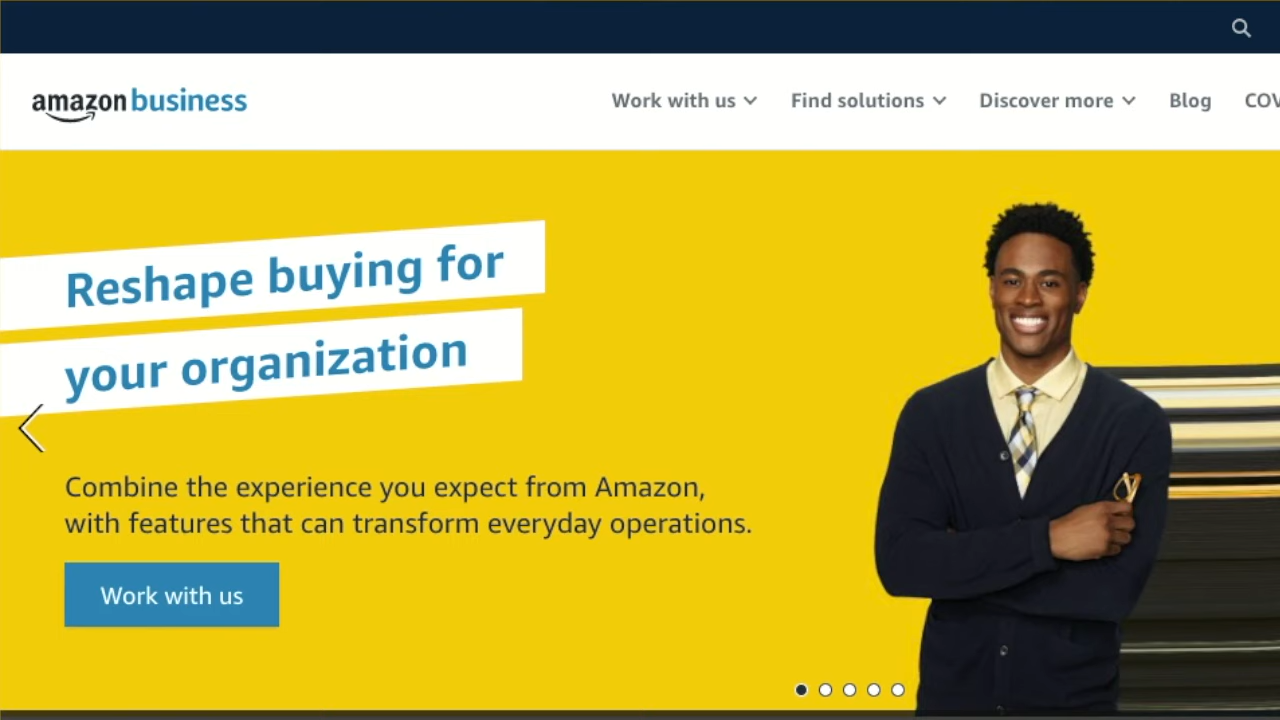 amazon business
Work with us
Find solutions
Discover more
Blog
COV
Reshape buying for
your organization
Combine the experience you expect from Amazon,
with features that can transform everyday operations.
Work with us